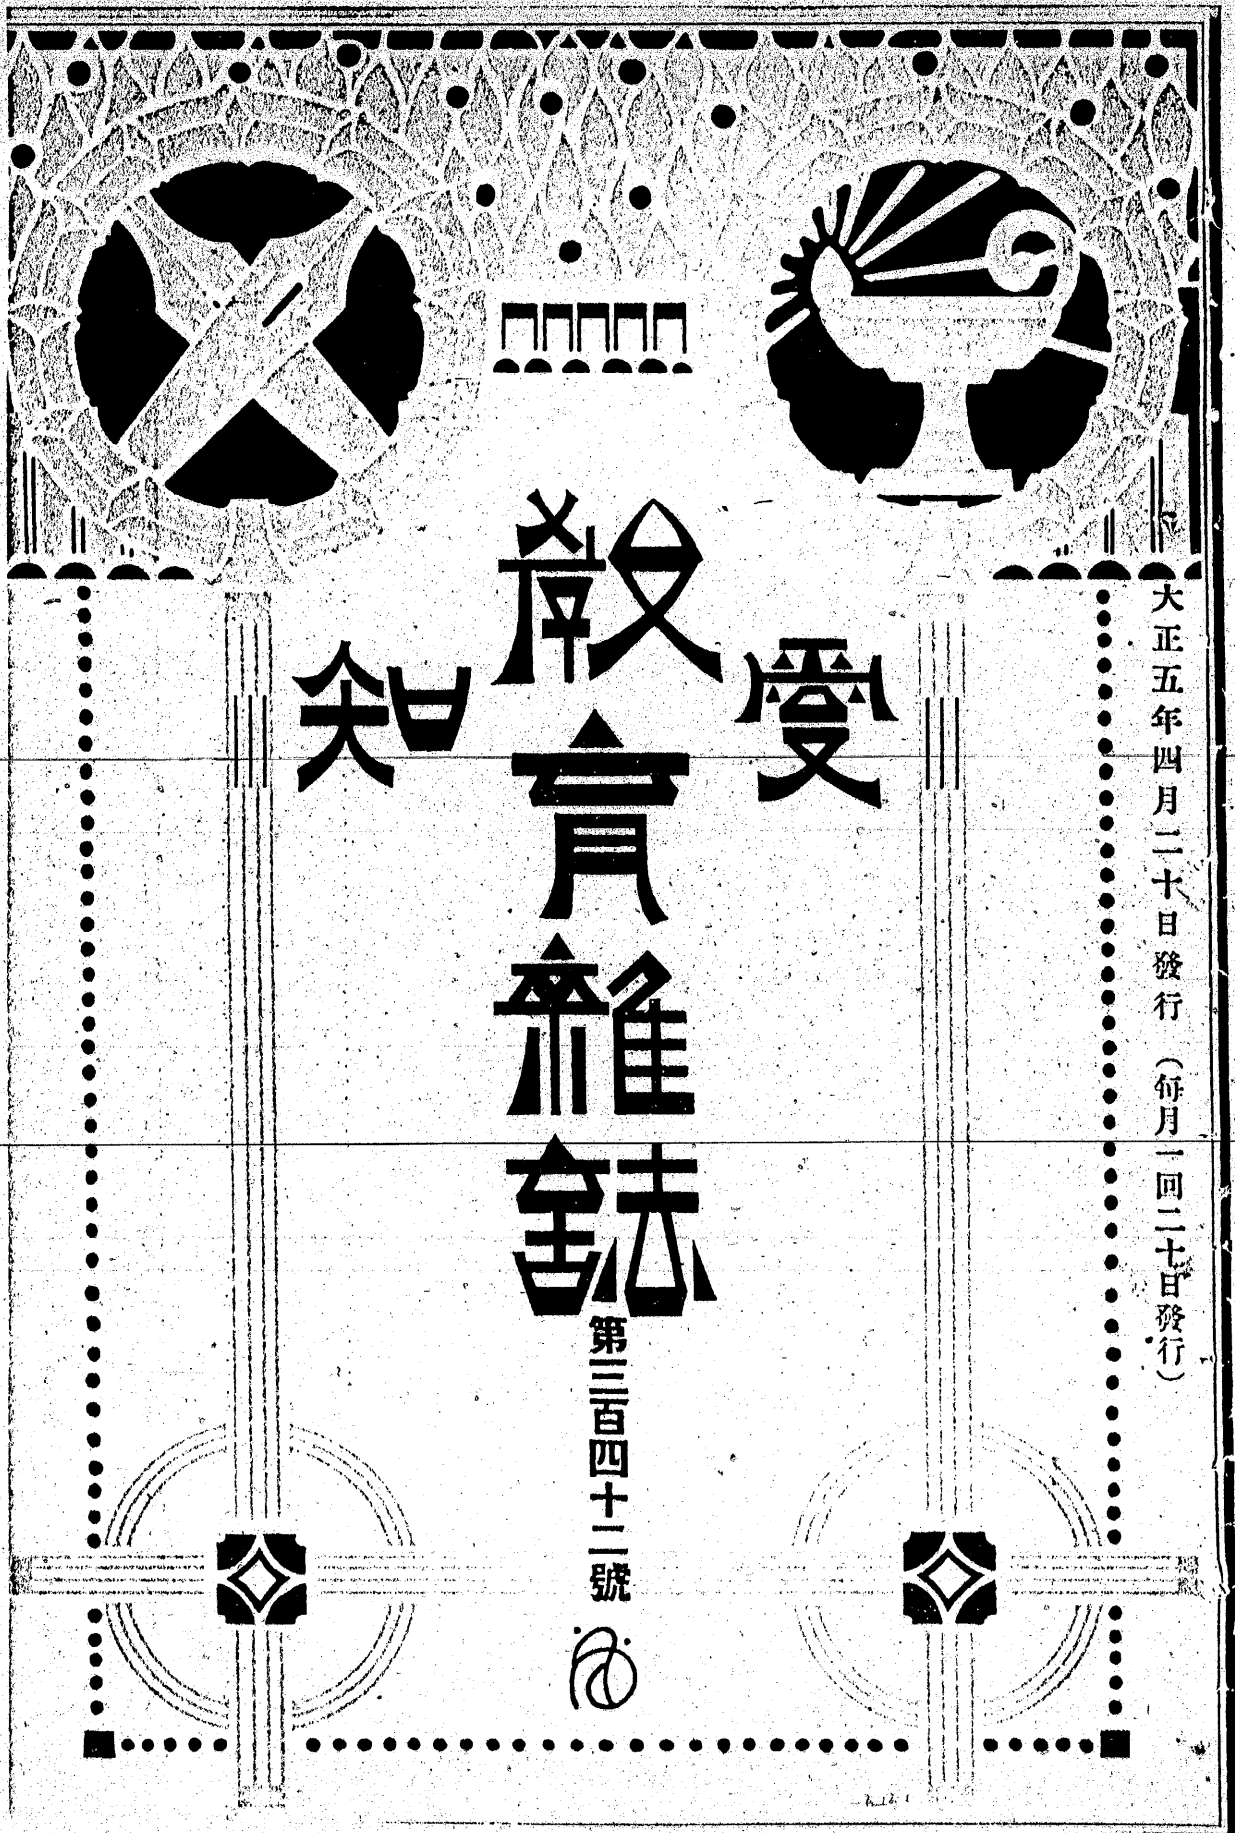 大正五年四月二十日發行 (每月一回二十日發行)
愛知
教育雜誌
第三百四十二號